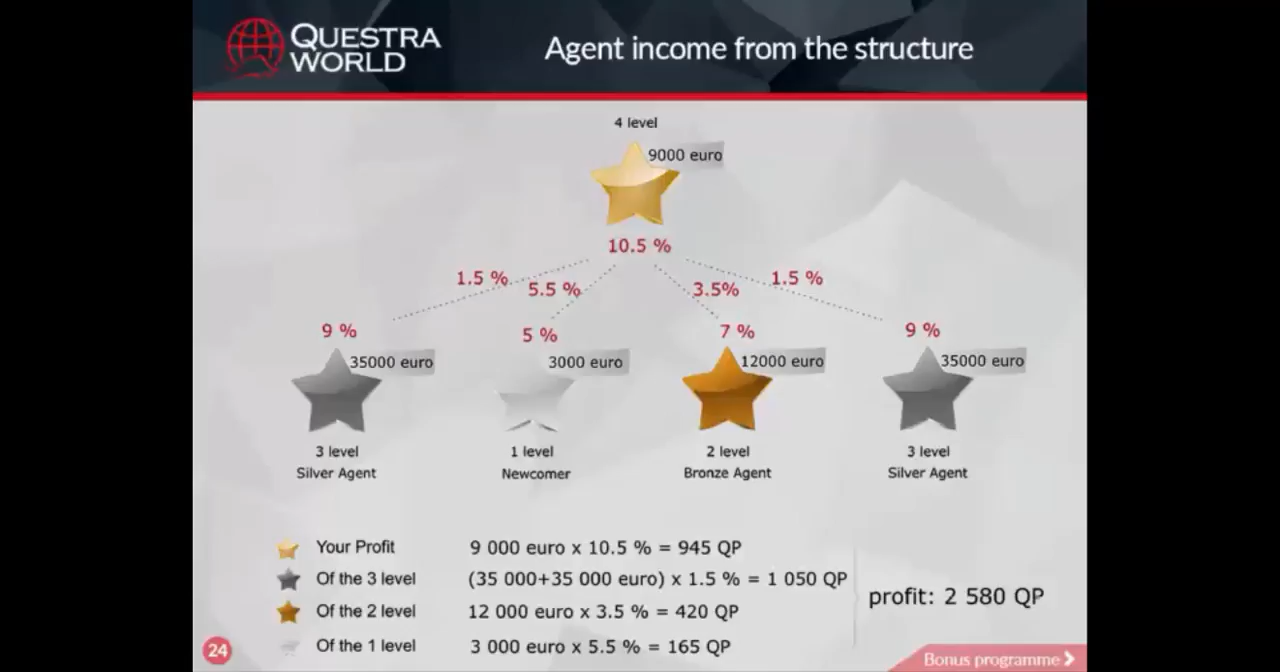 QUESTRA
WORLD
Agent income from the structure
4 level
9000 euro
10.5 %
1.5 %
5.5 %
3.5%
1.5 %
9 %
5 %
7 %
9 %
35000 euro
3000 euro
12000 euro
35000 euro
3 level
Silver Agent
1 level
Newcomer
2 level
Bronze Agent
3 level
Silver Agent
Your Profit 9 000 euro x 10.5 % = 945 QP
Of the 3 level (35 000+35 000 euro) x 1.5 % = 1 050 QP
Of the 2 level 12 000 euro x 3.5 % = 420 QP
Of the 1 level 3 000 euro x 5.5 % = 165 QP
profit: 2 580 QP
24
Bonus programme